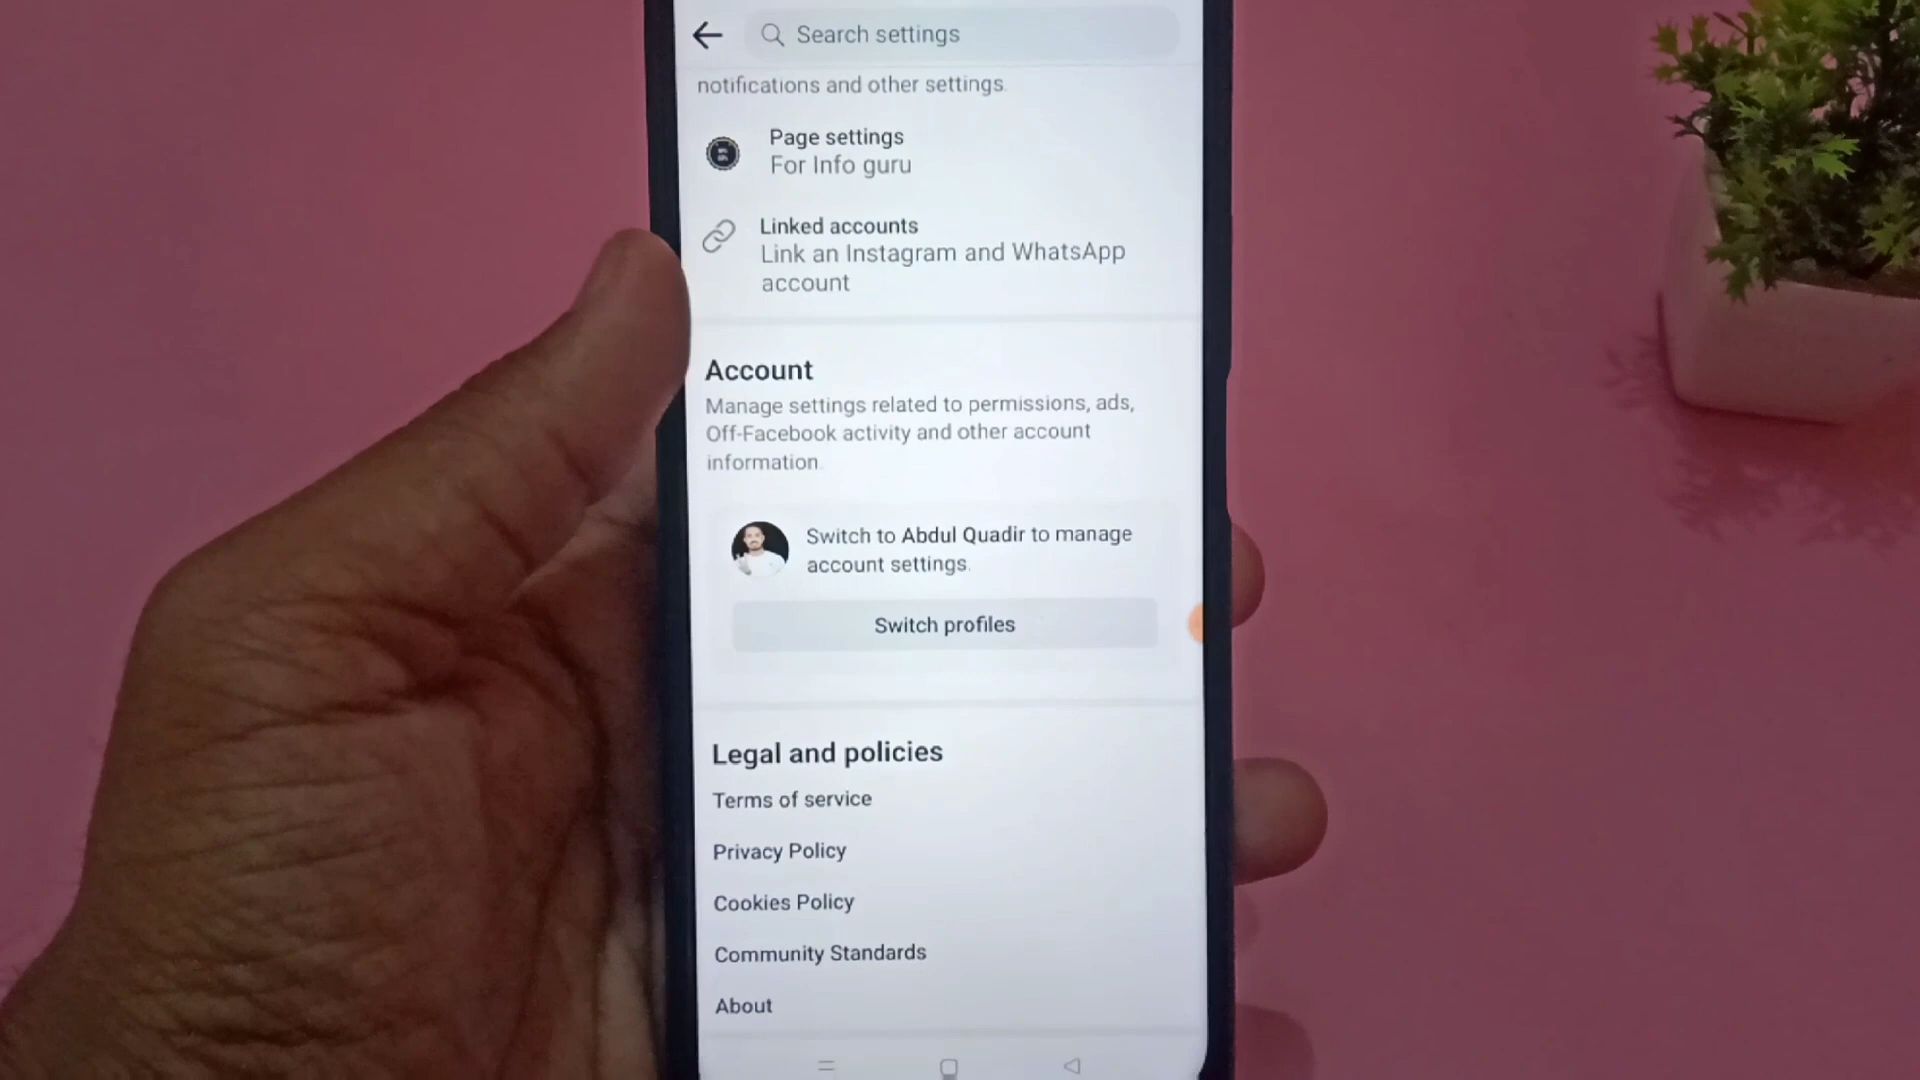 Search settings
notifications and other settings.
Page settings
For Info guru
Linked accounts
Link an Instagram and WhatsApp
account
Account
Manage settings related to permissions, ads,
Off-Facebook activity and other account
information.
Switch to Abdul Quadir to manage
account settings.
Switch profiles
Legal and policies
Terms of service
Privacy Policy
Cookies Policy
Community Standards
About